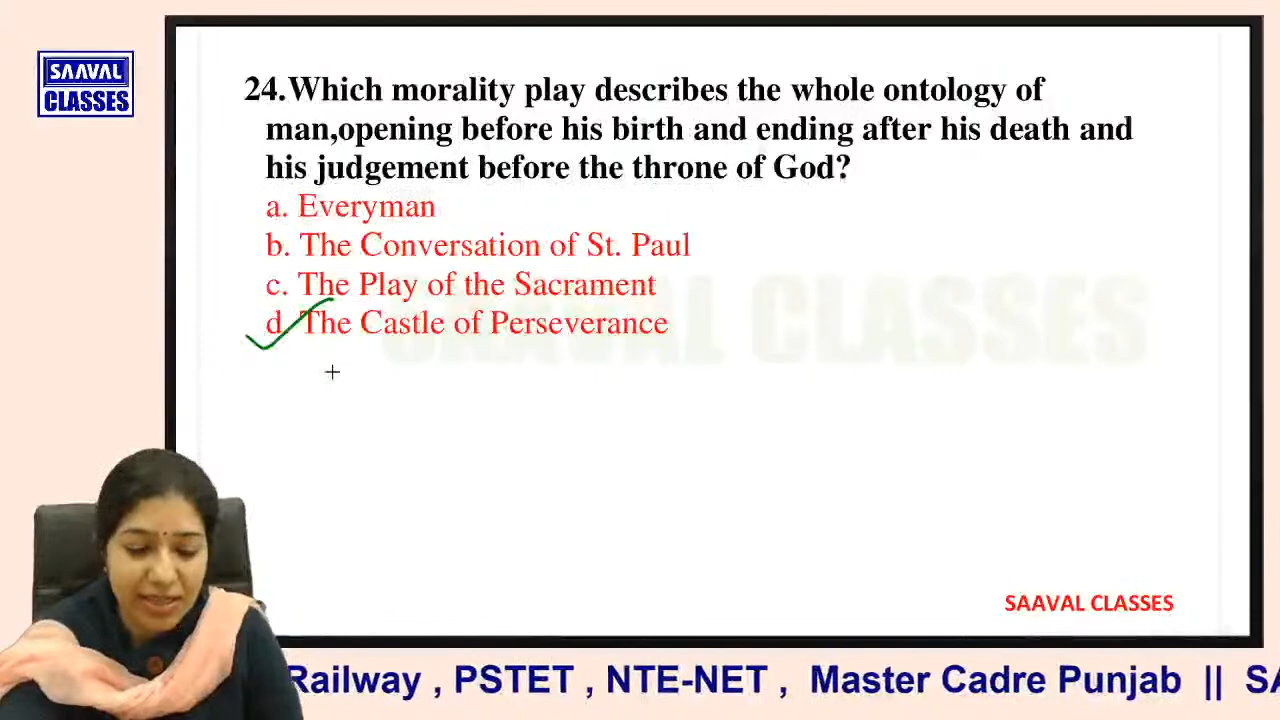 SAAVAL
CLASSES
24.Which morality play describes the whole ontology of
man,opening before his birth and ending after his death and
his judgement before the throne of God?
a. Everyman
b. The Conversation of St. Paul
c. The Play of the Sacrament
d. The Castle of Perseverance
SAAVAL CLASSES
SAAVAL CLASSES
Railway , PSTET , NTE-NET , Master Cadre Punjab || SA